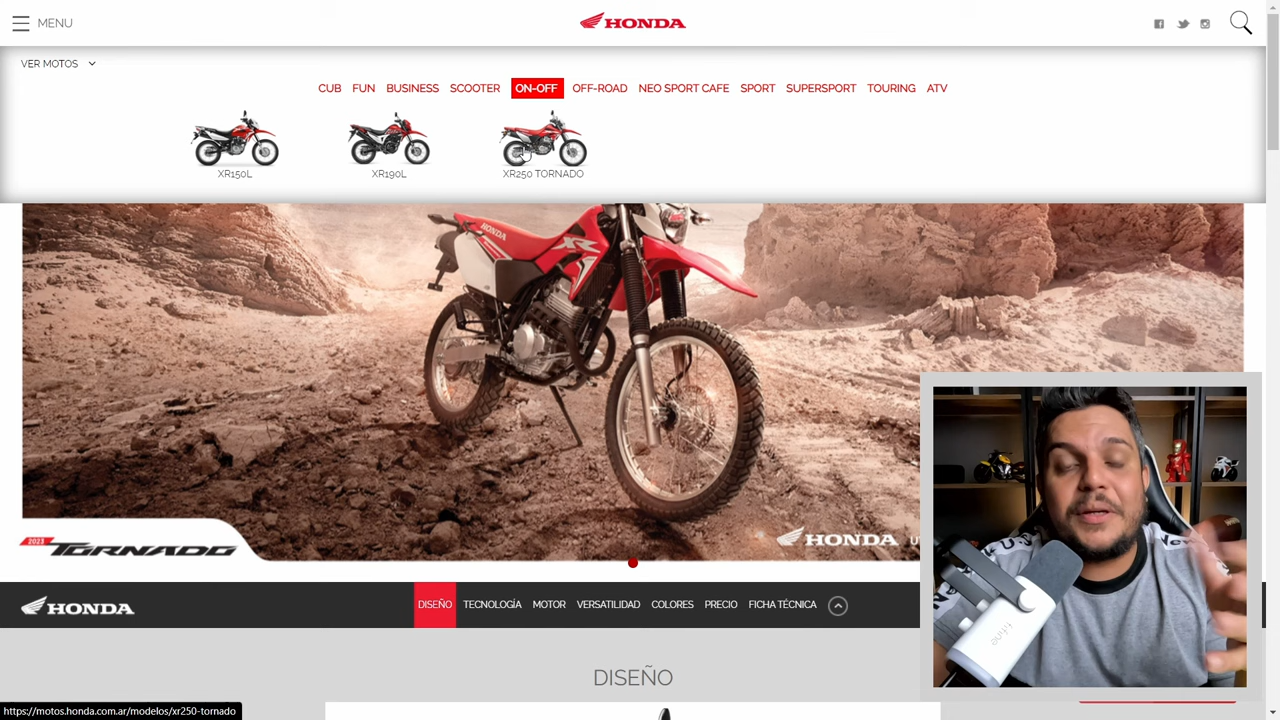 MENU
HONDA
VER MOTOS
CUB FUN BUSINESS SCOOTER ON-OFF OFF-ROAD NEO SPORT CAFE SPORT SUPERSPORT TOURING ATV
XR150L XR190L XR250 TORNADO
HONDA
XR
2023 TORNADO
HONDA
HONDA
DISEÑO TECNOLOGÍA MOTOR VERSATILIDAD COLORES PRECIO FICHA TÉCNICA
DISEÑO
https://motos.honda.com.ar/modelos/xr250-tornado